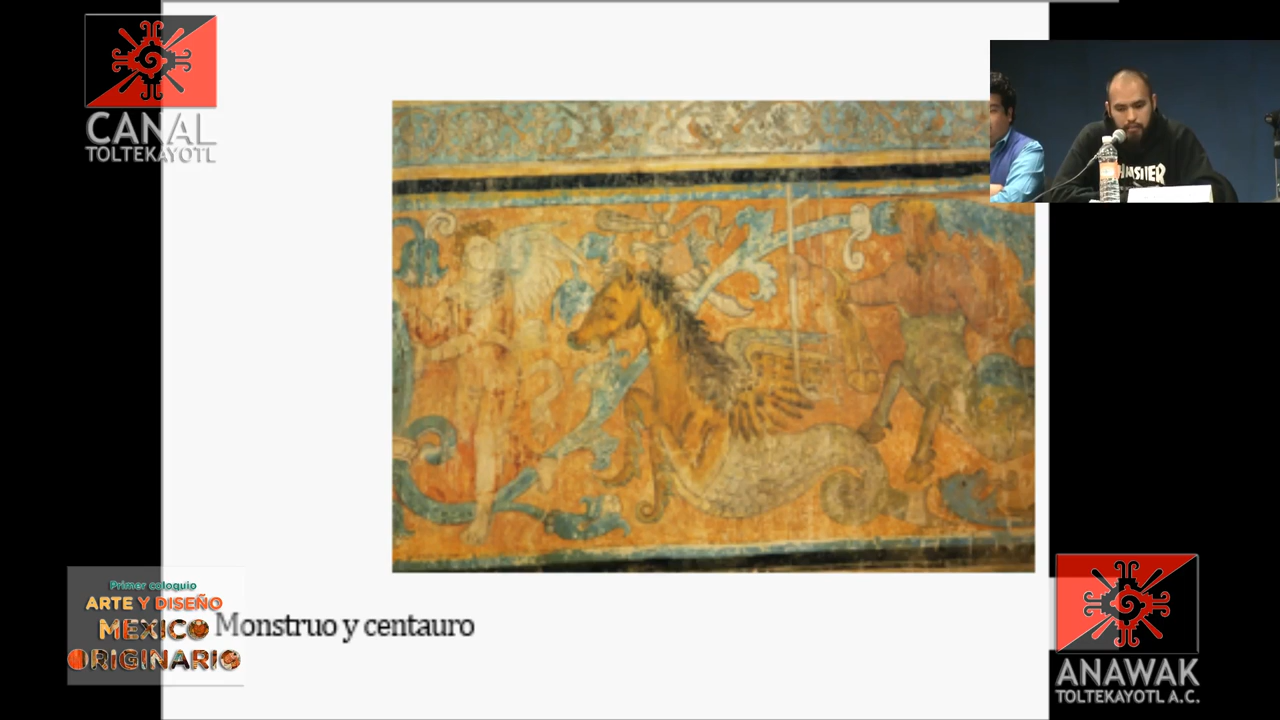 CANAL
TOLTEKAYOTL
THRASHER
Primer coloquio
ARTE Y DISEÑO
MEXICO
ORIGINARIO
Monstruo y centauro
ANAWAK
TOLTEKAYOTL A.C.